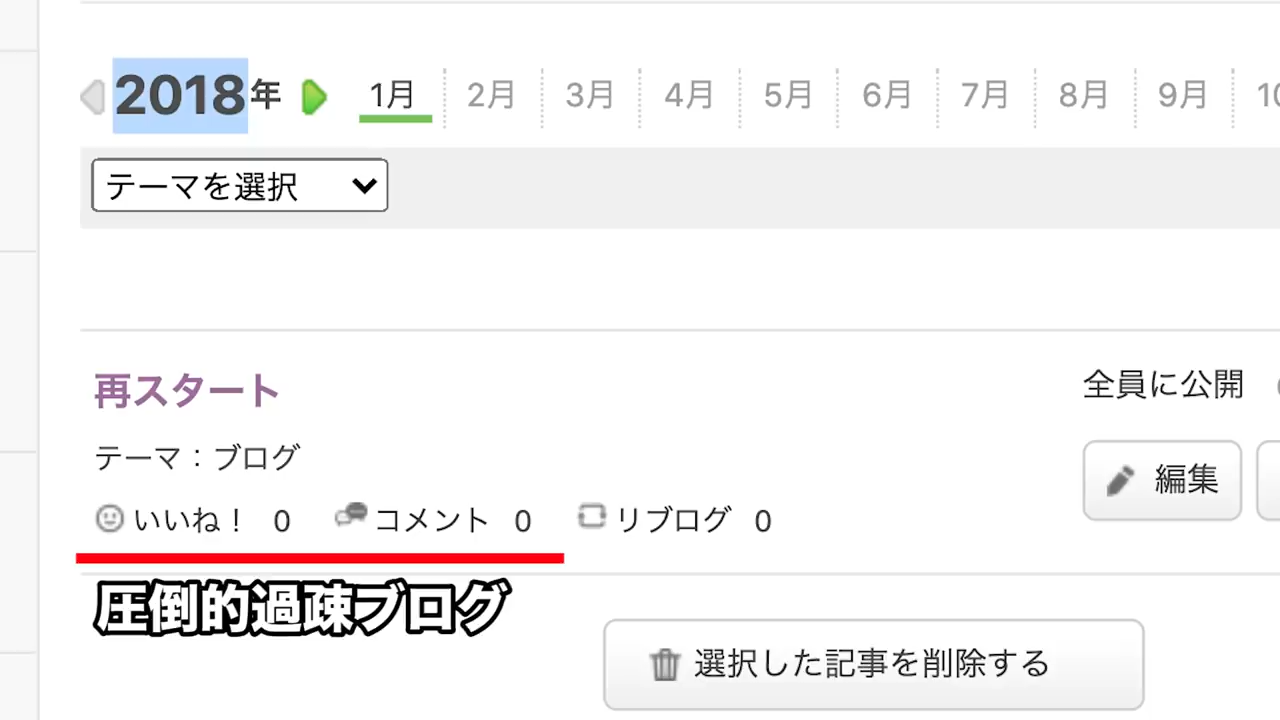 2018年 1月 2月 3月 4月 5月 6月 7月 8月 9月
テーマを選択
再スタート 全員に公開
テーマ：ブログ
編集
いいね！ 0 コメント 0 リブログ 0
圧倒的過疎ブログ
選択した記事を削除する